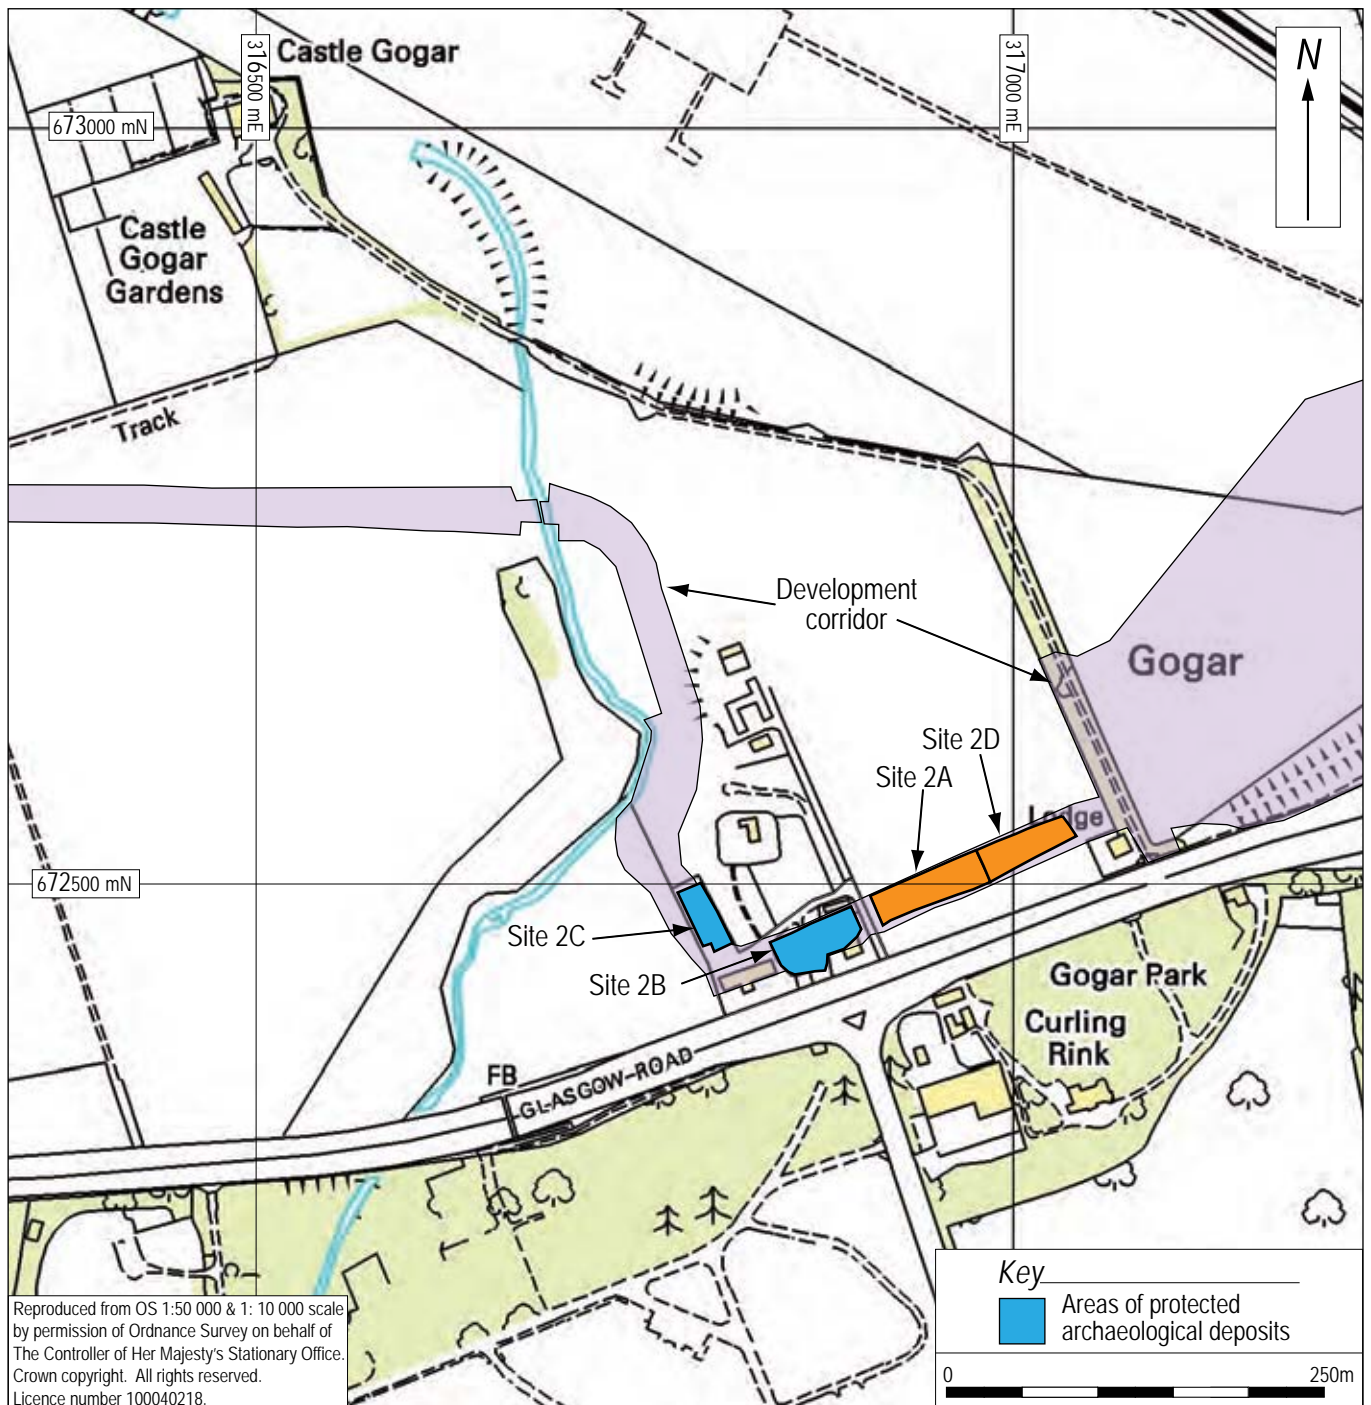 Castle Gogar
316500 mE
317000 mE
N
673000 mN
Castle
Gogar
Gardens
Track
Development
corridor
Gogar
Site 2D
Site 2A
Lodge
672500 mN
Site 2C
Site 2B
Gogar Park
Curling
Rink
FB
GLASGOW ROAD
Key
Areas of protected
archaeological deposits
0 250m
Reproduced from OS 1:50 000 & 1: 10 000 scale
by permission of Ordnance Survey on behalf of
The Controller of Her Majesty's Stationary Office.
Crown copyright. All rights reserved.
Licence number 100040218.